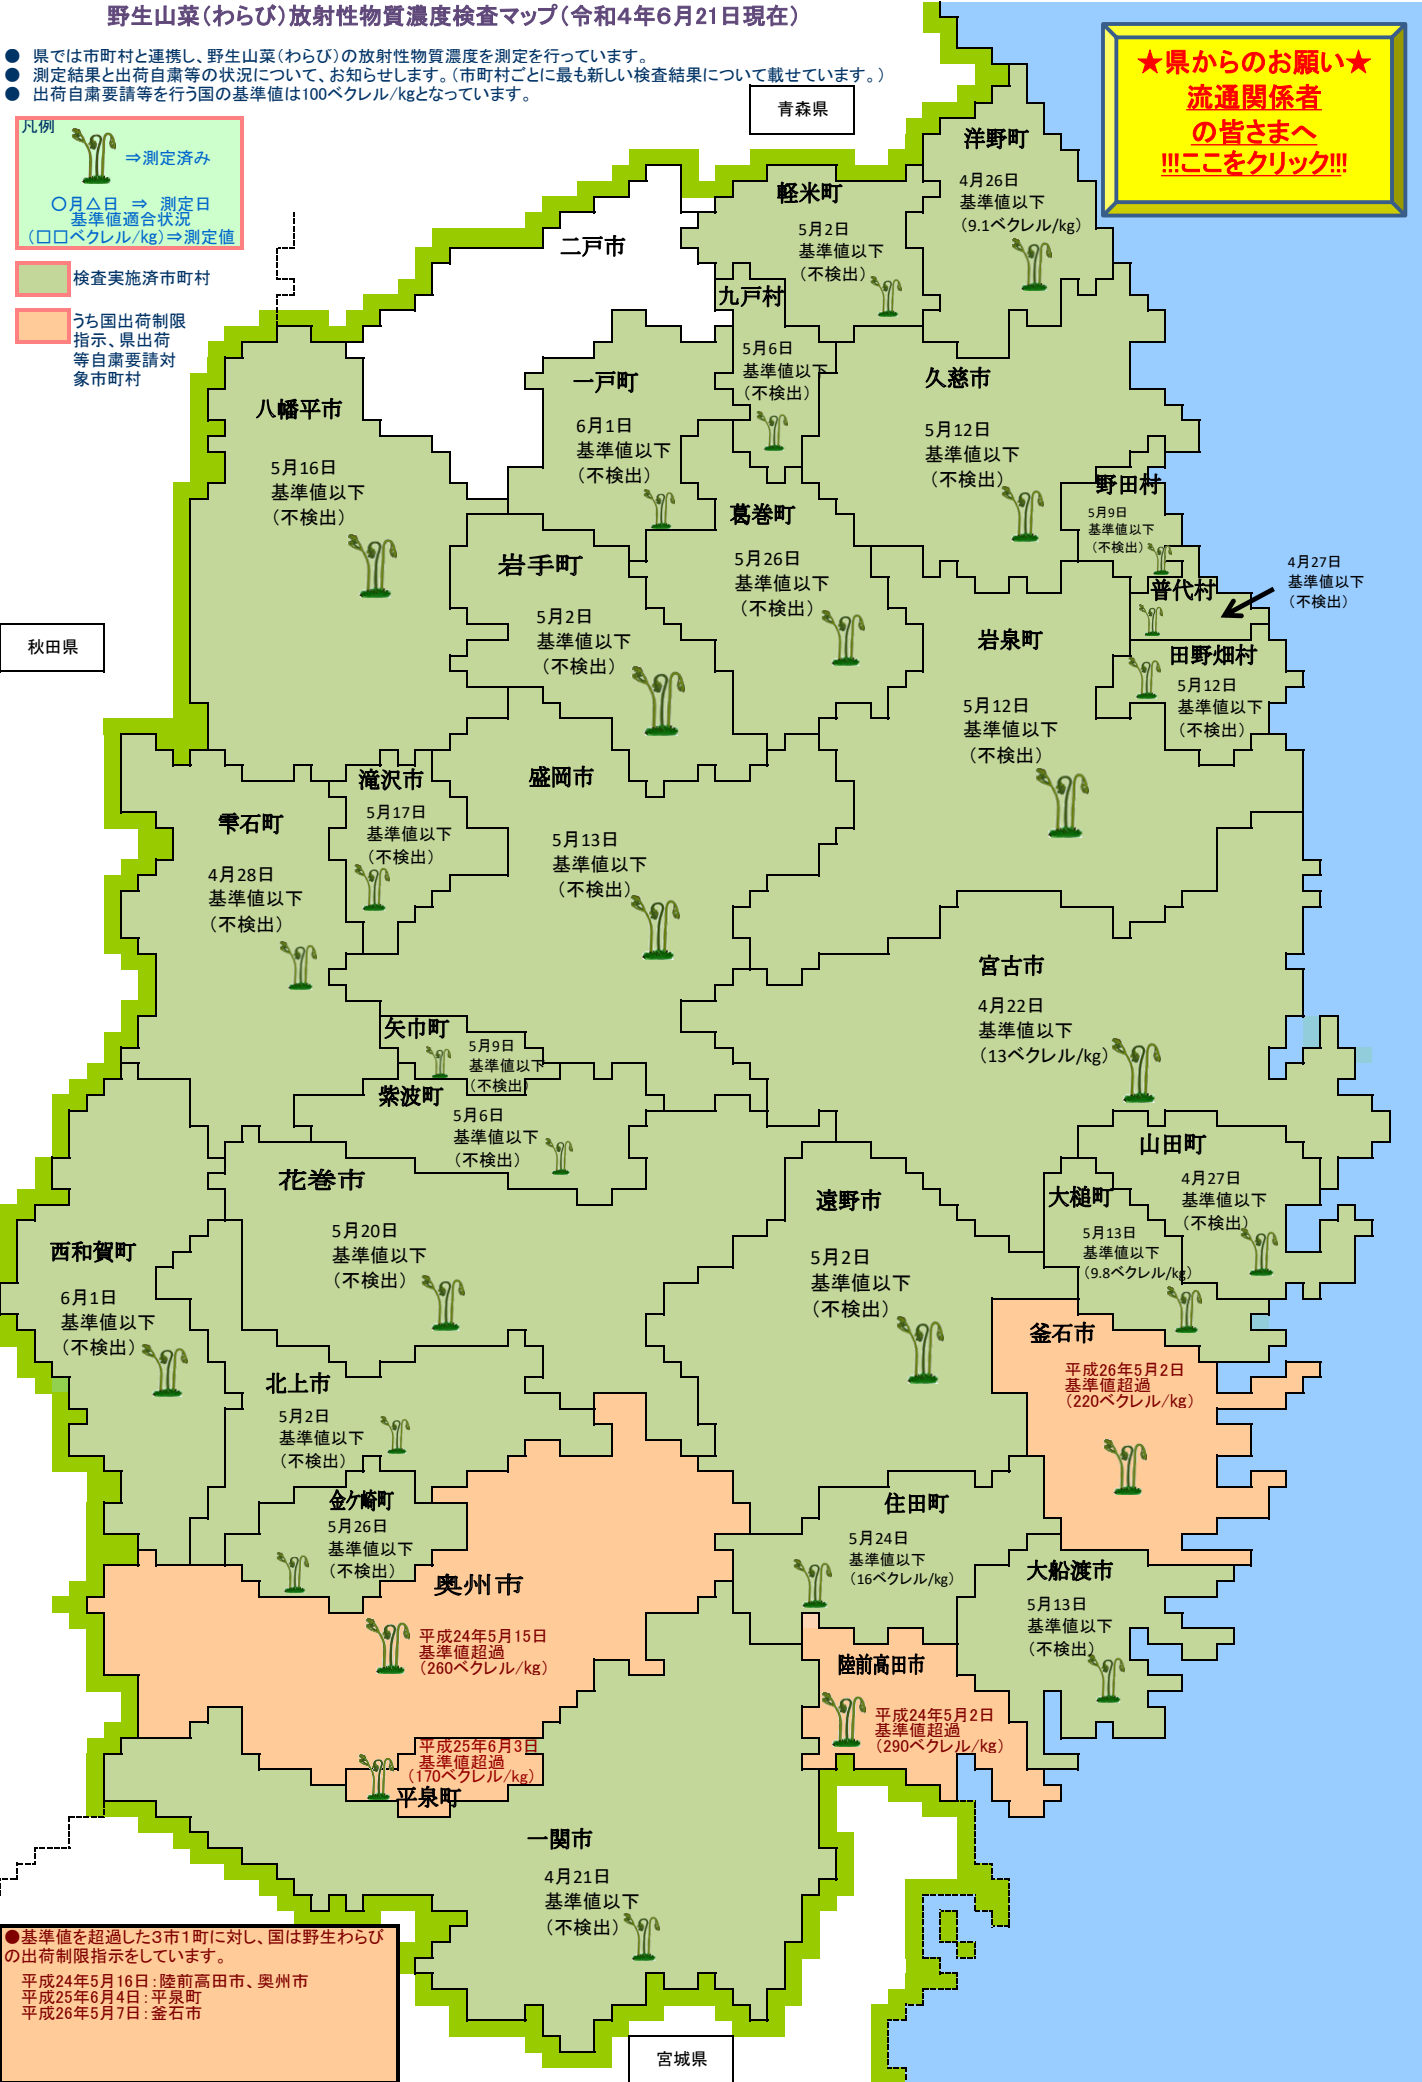 野生山菜(わらび)放射性物質濃度検査マップ(令和4年6月21日現在)
● 県では市町村と連携し、野生山菜(わらび)の放射性物質濃度を測定を行っています。
● 測定結果と出荷自粛等の状況について、お知らせします。(市町村ごとに最も新しい検査結果について載せています。)
● 出荷自粛要請等を行う国の基準値は100ベクレル/kgとなっています。
★県からのお願い★
流通関係者
の皆さまへ
!!!ここをクリック!!!
凡例
⇒測定済み
〇月△日 ⇒ 測定日
基準値適合状況
(□□ベクレル/kg)⇒測定値
検査実施済市町村
うち国出荷制限
指示、県出荷
等自粛要請対
象市町村
青森県
洋野町
4月26日
基準値以下
(9.1ベクレル/kg)
軽米町
5月2日
基準値以下
(不検出)
二戸市
九戸村
5月6日
基準値以下
(不検出)
一戸町
6月1日
基準値以下
(不検出)
久慈市
5月12日
基準値以下
(不検出)
八幡平市
5月16日
基準値以下
(不検出)
野田村
5月9日
基準値以下
(不検出)
葛巻町
5月26日
基準値以下
(不検出)
岩手町
5月2日
基準値以下
(不検出)
普代村
4月27日
基準値以下
(不検出)
秋田県
岩泉町
5月12日
基準値以下
(不検出)
田野畑村
5月12日
基準値以下
(不検出)
滝沢市
5月17日
基準値以下
(不検出)
盛岡市
5月13日
基準値以下
(不検出)
雫石町
4月28日
基準値以下
(不検出)
宮古市
4月22日
基準値以下
(13ベクレル/kg)
矢巾町
5月9日
基準値以下
(不検出)
紫波町
5月6日
基準値以下
(不検出)
山田町
4月27日
基準値以下
(不検出)
花巻市
5月20日
基準値以下
(不検出)
遠野市
5月2日
基準値以下
(不検出)
大槌町
5月13日
基準値以下
(9.8ベクレル/kg)
西和賀町
6月1日
基準値以下
(不検出)
釜石市
平成26年5月2日
基準値超過
(220ベクレル/kg)
北上市
5月2日
基準値以下
(不検出)
金ケ崎町
5月26日
基準値以下
(不検出)
住田町
5月24日
基準値以下
(16ベクレル/kg)
大船渡市
5月13日
基準値以下
(不検出)
奥州市
平成24年5月15日
基準値超過
(260ベクレル/kg)
陸前高田市
平成24年5月2日
基準値超過
(290ベクレル/kg)
平成25年6月3日
基準値超過
(170ベクレル/kg)
平泉町
一関市
4月21日
基準値以下
(不検出)
●基準値を超過した3市1町に対し、国は野生わらび
の出荷制限指示をしています。
平成24年5月16日:陸前高田市、奥州市
平成25年6月4日:平泉町
平成26年5月7日:釜石市
宮城県